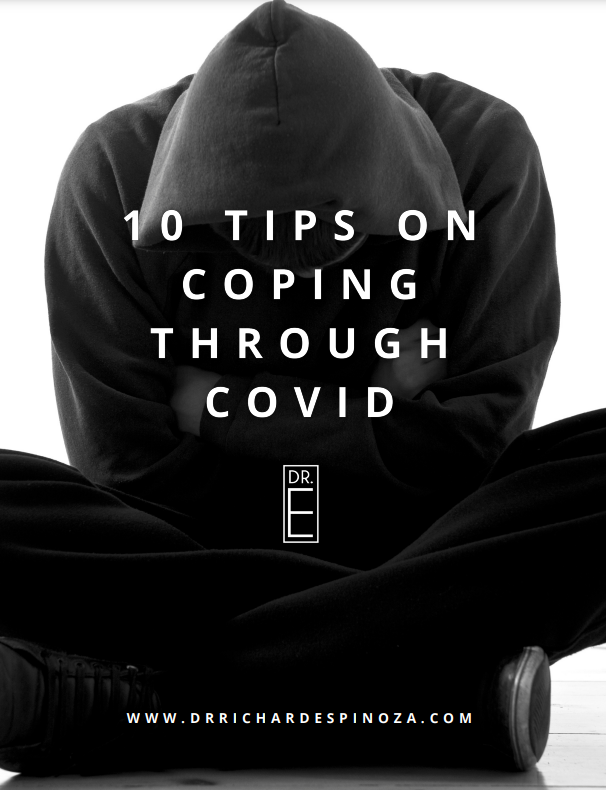 10 TIPS ON
COPING
THROUGH
COVID
DR.
E
WWW.DRRICHARDESPINOZA.COM